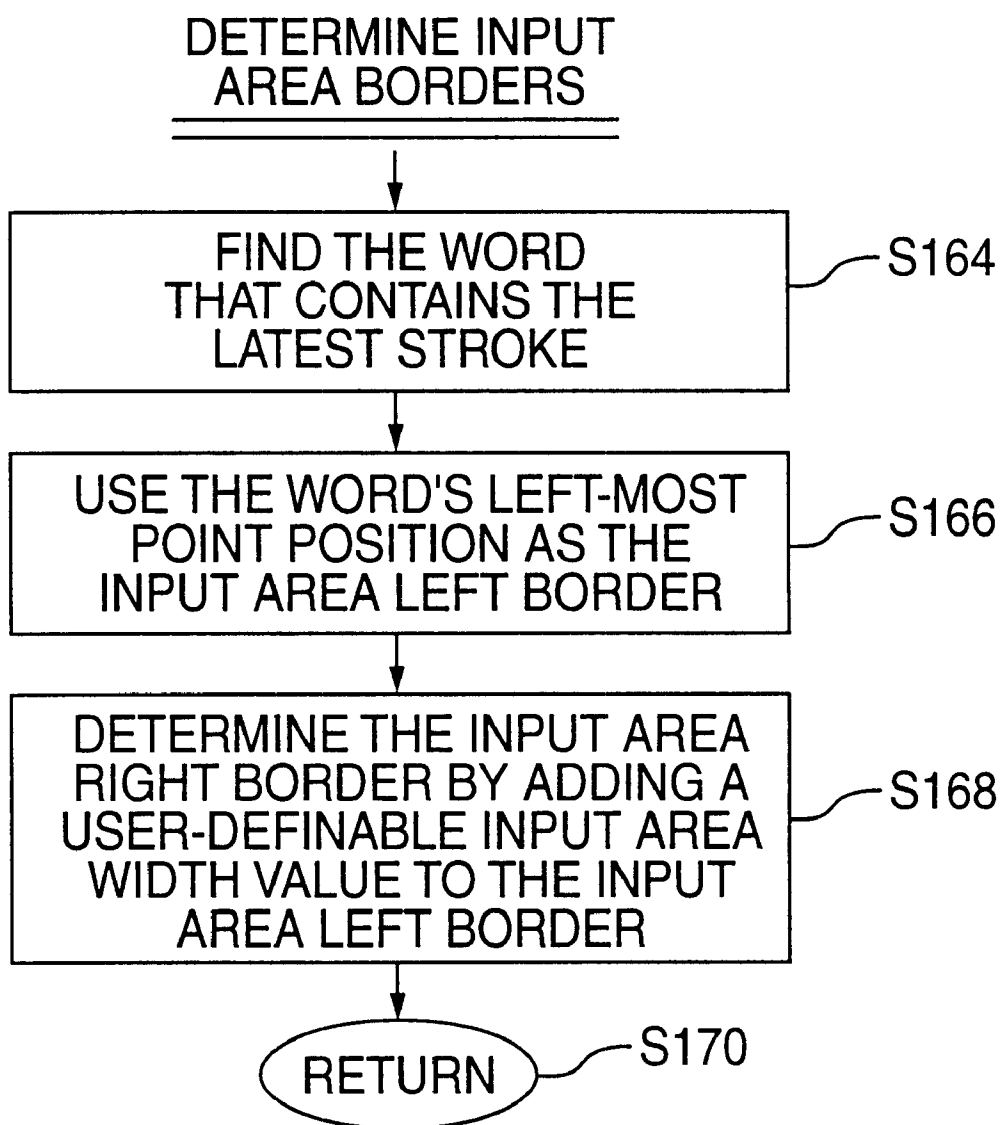 DETERMINE INPUT
AREA BORDERS
FIND THE WORD
THAT CONTAINS THE
LATEST STROKE
S164
USE THE WORD'S LEFT-MOST
POINT POSITION AS THE
INPUT AREA LEFT BORDER
S166
DETERMINE THE INPUT AREA
RIGHT BORDER BY ADDING A
USER-DEFINABLE INPUT AREA
WIDTH VALUE TO THE INPUT
AREA LEFT BORDER
S168
RETURN
S170